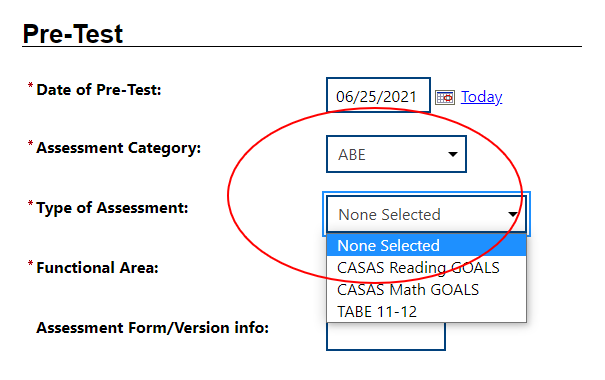 Pre-Test
* Date of Pre-Test: 06/25/2021 Today
* Assessment Category: ABE
* Type of Assessment: None Selected
None Selected
* Functional Area: CASAS Reading GOALS
CASAS Math GOALS
TABE 11-12
Assessment Form/Version info: